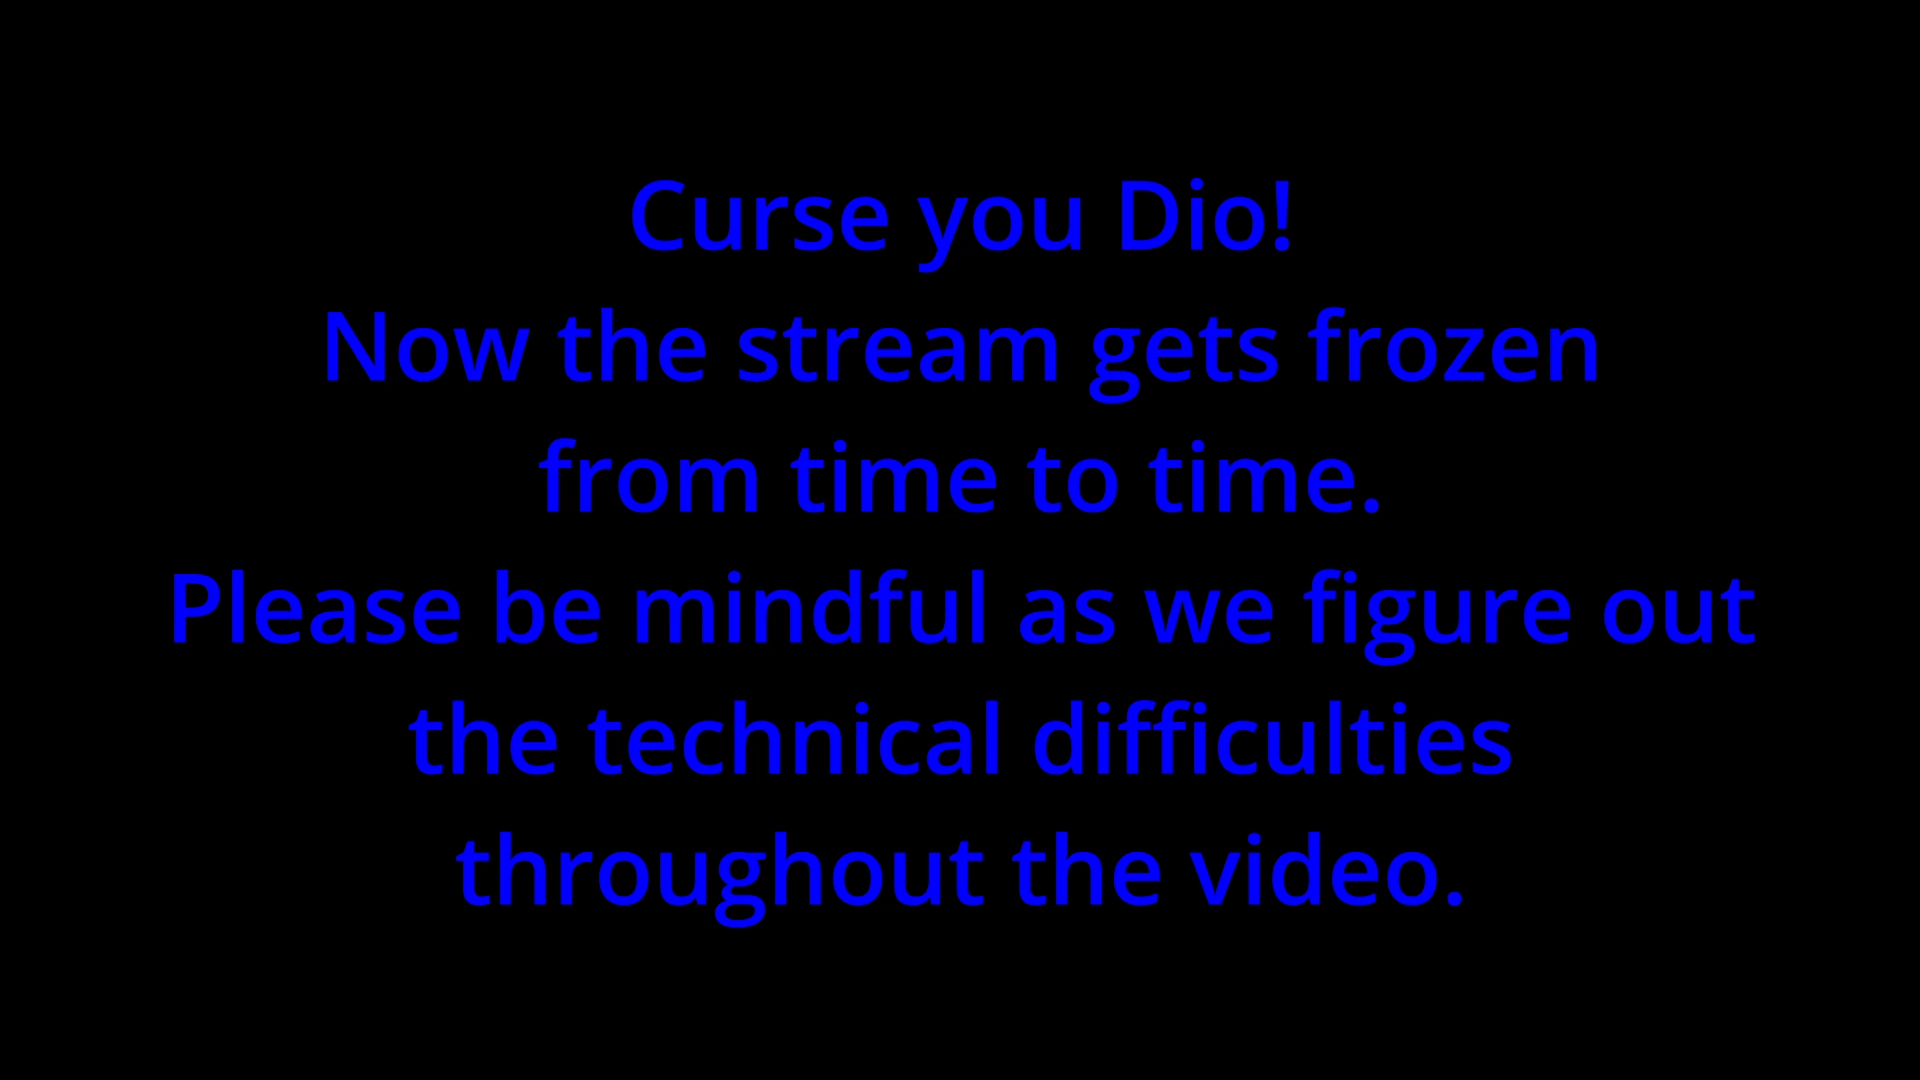 Curse you Dio!
Now the stream gets frozen
from time to time.
Please be mindful as we figure out
the technical difficulties
throughout the video.